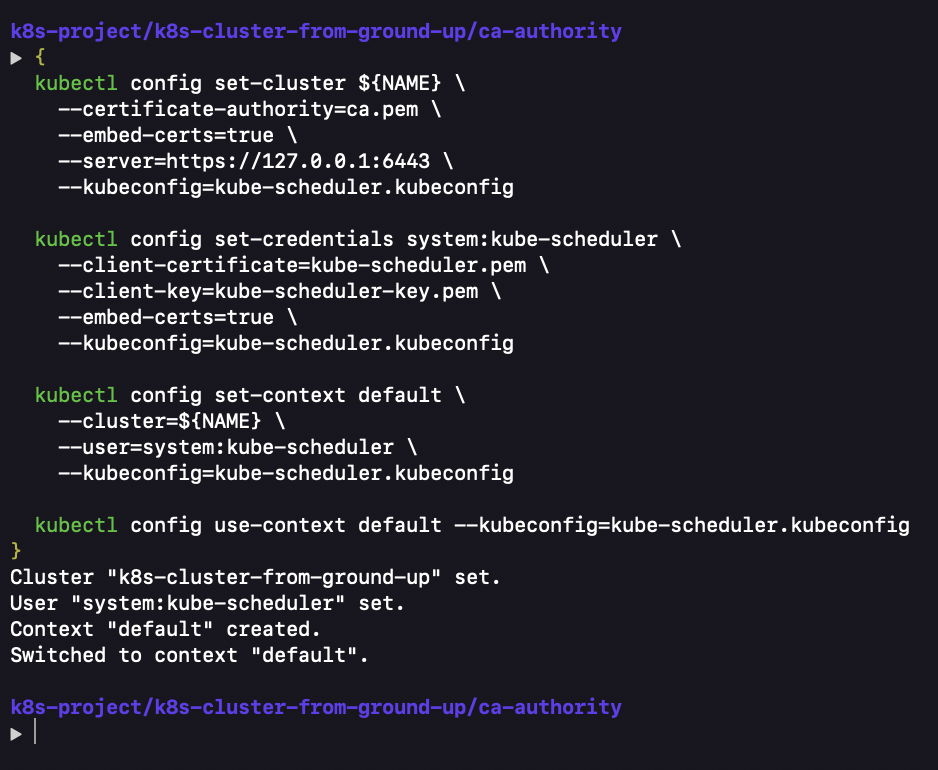 k8s-project/k8s-cluster-from-ground-up/ca-authority
▶ {
  kubectl config set-cluster ${NAME} \
    --certificate-authority=ca.pem \
    --embed-certs=true \
    --server=https://127.0.0.1:6443 \
    --kubeconfig=kube-scheduler.kubeconfig

  kubectl config set-credentials system:kube-scheduler \
    --client-certificate=kube-scheduler.pem \
    --client-key=kube-scheduler-key.pem \
    --embed-certs=true \
    --kubeconfig=kube-scheduler.kubeconfig

  kubectl config set-context default \
    --cluster=${NAME} \
    --user=system:kube-scheduler \
    --kubeconfig=kube-scheduler.kubeconfig

  kubectl config use-context default --kubeconfig=kube-scheduler.kubeconfig
}
Cluster "k8s-cluster-from-ground-up" set.
User "system:kube-scheduler" set.
Context "default" created.
Switched to context "default".

k8s-project/k8s-cluster-from-ground-up/ca-authority
▶